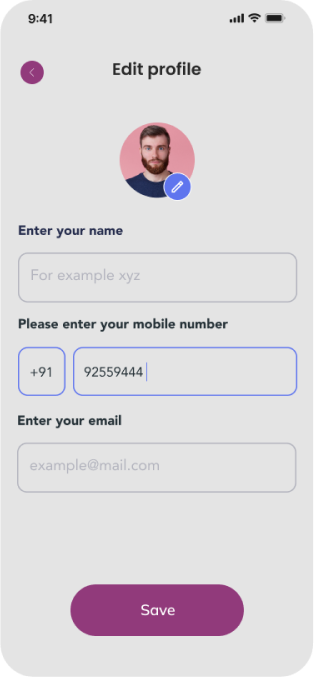 9:41
Edit profile
Enter your name
For example xyz
Please enter your mobile number
+91 92559444
Enter your email
example@mail.com
Save